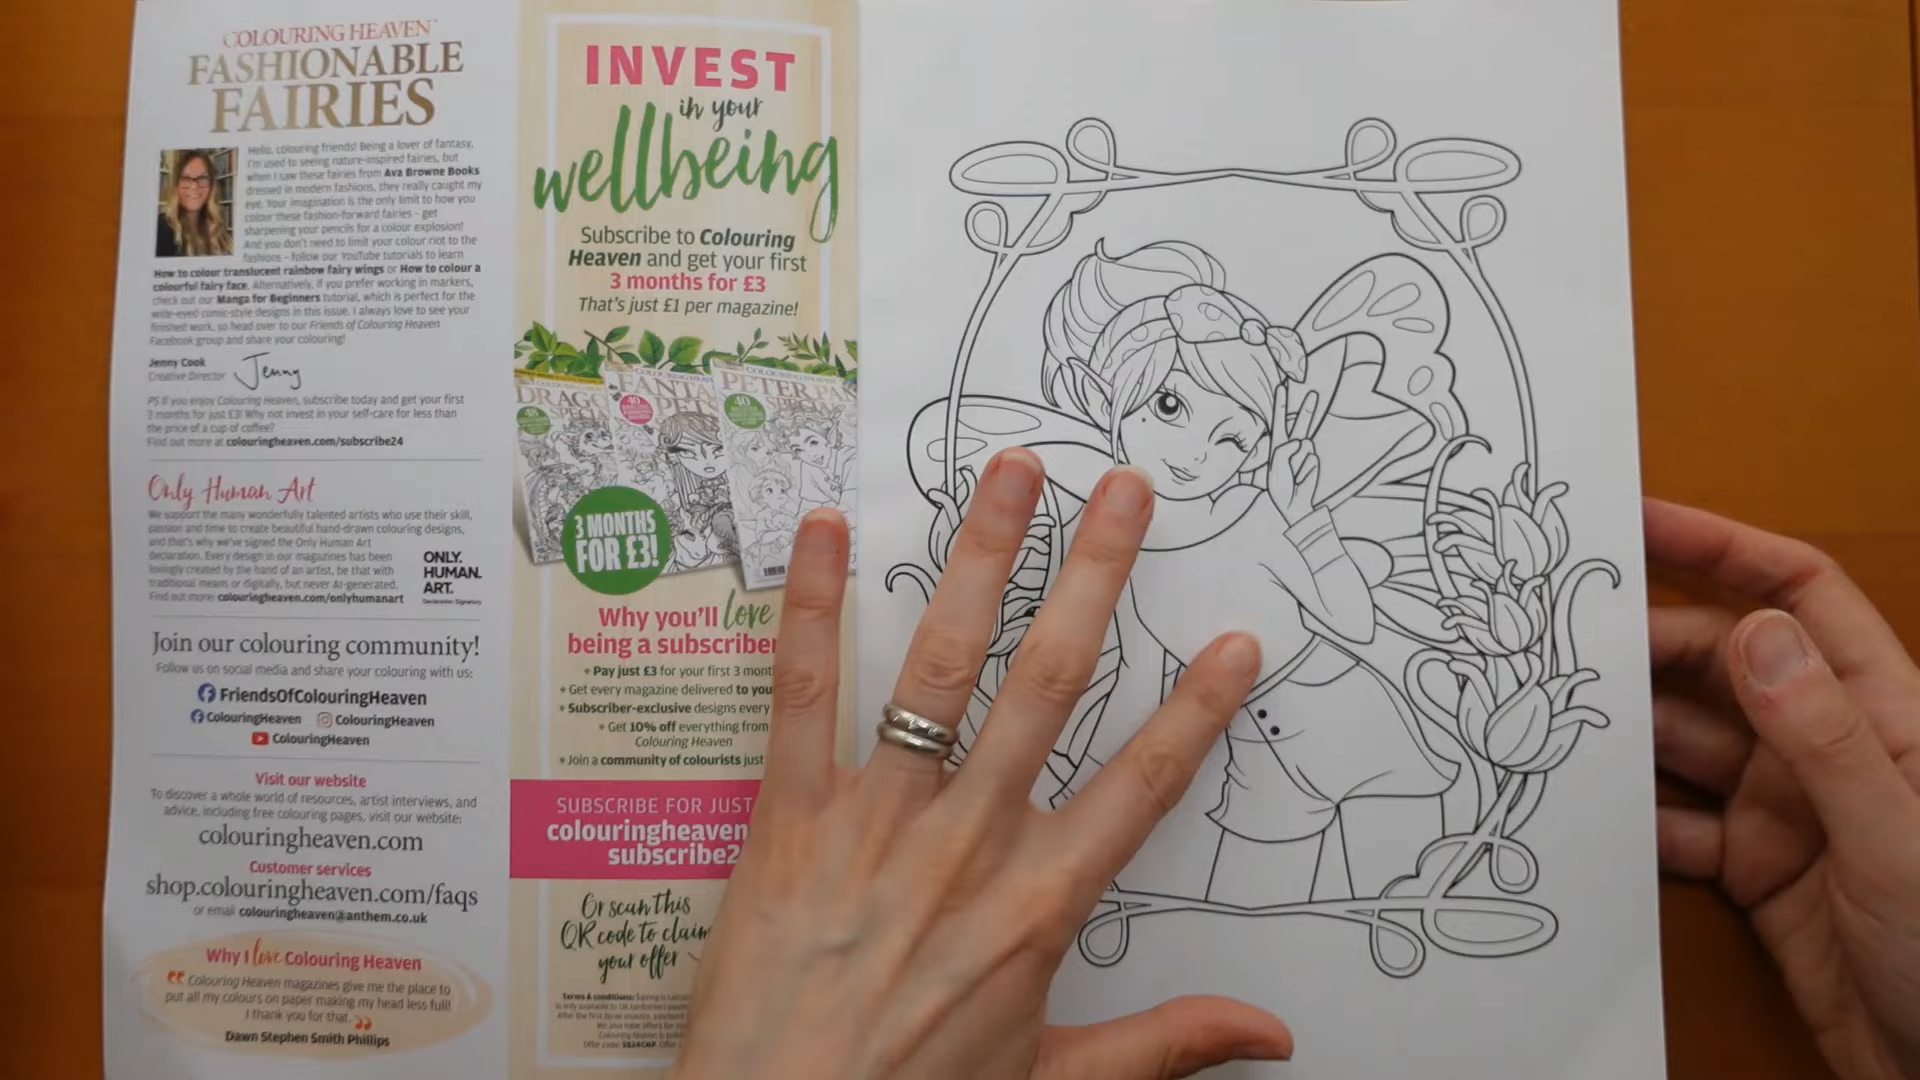 COLOURING HEAVEN
FASHIONABLE
FAIRIES
Hello, colouring friends! Being a lover of fantasy,
I'm used to seeing nature-inspired fairies, but
when I saw these fairies from Ava Browne Books
dressed in modern fashions, they really caught my
eye. Your imagination is the only limit to how you
colour these fashion-forward fairies - get
sharpening your pencils for a colour explosion!
And you don't need to limit your colour riot to the
fashions - follow our YouTube tutorials to learn
How to colour translucent rainbow fairy wings or How to colour a
colourful fairy face. Alternatively, if you prefer working in markers,
check out our Manga for Beginners tutorial, which is perfect for the
wide-eyed comic-style designs in this issue. I always love to see your
finished work, so head over to our Friends of Colouring Heaven
Facebook group and share your colouring!
Jenny Cook
Creative Director
Jenny
PS If you enjoy Colouring Heaven, subscribe today and get your first
3 months for just £3! Why not invest in your self-care for less than
the price of a cup of coffee?
Find out more at colouringheaven.com/subscribe24
Only Human Art
We support the many wonderfully talented artists who use their skill,
passion and time to create beautiful hand-drawn colouring designs,
and that's why we've signed the Only Human Art
declaration. Every design in our magazines has been
lovingly created by the hand of an artist, be that with
traditional means or digitally, but never AI-generated.
Find out more: colouringheaven.com/onlyhumanart
ONLY.
HUMAN.
ART.
Declaration Signatory
Join our colouring community!
Follow us on social media and share your colouring with us:
FriendsOfColouringHeaven
ColouringHeaven ColouringHeaven
ColouringHeaven
Visit our website
To discover a whole world of resources, artist interviews, and
advice, including free colouring pages, visit our website:
colouringheaven.com
Customer services
shop.colouringheaven.com/faqs
or email colouringheaven@anthem.co.uk
Why I love Colouring Heaven
Colouring Heaven magazines give me the place to
put all my colours on paper making my head less full!
I thank you for that.
Dawn Stephen Smith Phillips
INVEST
in your
wellbeing
Subscribe to Colouring
Heaven and get your first
3 months for £3
That's just £1 per magazine!
PETER PAN
40
3 MONTHS
FOR £3!
Why you'll love
being a subscriber
+ Pay just £3 for your first 3
+ Get every magazine delivered to you
+ Subscriber-exclusive designs every
+ Get 10% off everything from
Colouring Heaven
+ Join a community of colourists just
SUBSCRIBE FOR JUST
colouringheaven
Or scan this
QR code to claim
your offer
Terms & conditions: